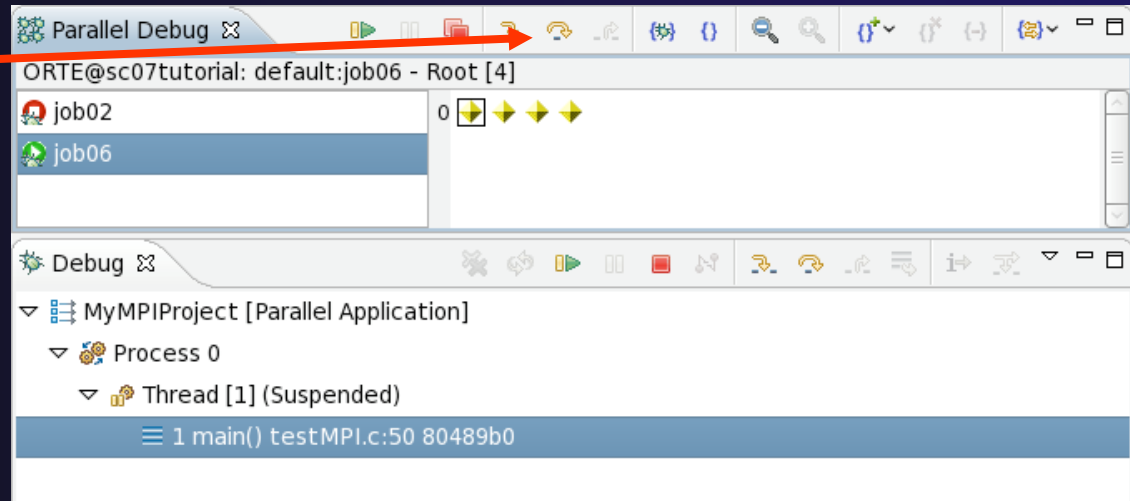 Parallel Debug
ORTE@sc07tutorial: default:job06 - Root [4]
job02
0
job06
Debug
MyMPIProject [Parallel Application]
Process 0
Thread [1] (Suspended)
1 main() testMPI.c:50 80489b0